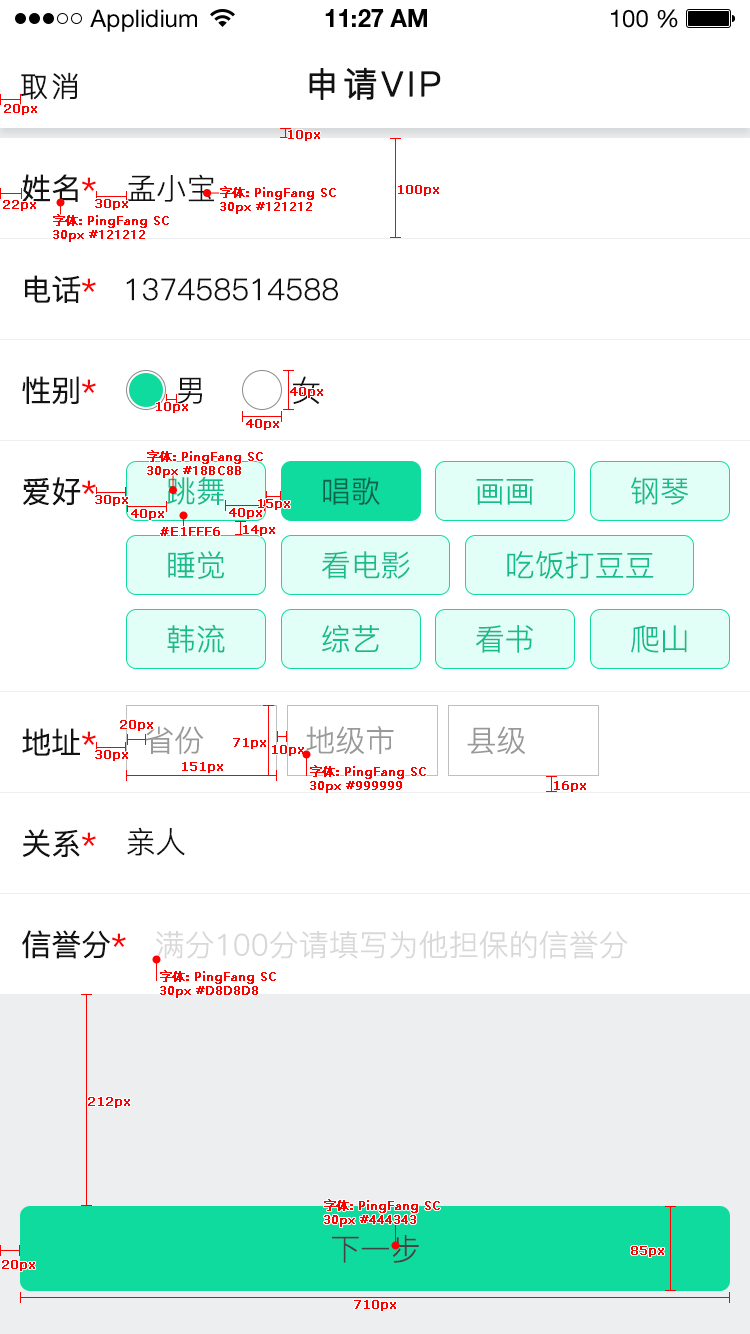 Applidium 11:27 AM 100 %
取消 申请VIP
20px
10px
姓名* 孟小宝
100px
22px
30px
字体: PingFang SC
30px #121212
字体: PingFang SC
30px #121212
电话* 137458514588
性别* 男 女
10px
40px
40px
字体: PingFang SC
30px #18BC8B
爱好* 跳舞 唱歌 画画 钢琴
30px
40px
40px
15px
#E1FFF6
14px
睡觉 看电影 吃饭打豆豆
韩流 综艺 看书 爬山
地址* 省份 地级市 县级
20px
30px
71px
10px
151px
字体: PingFang SC
30px #999999
16px
关系* 亲人
信誉分* 满分100分请填写为他担保的信誉分
字体: PingFang SC
30px #D8D8D8
212px
字体: PingFang SC
30px #444343
下一步
85px
20px
710px